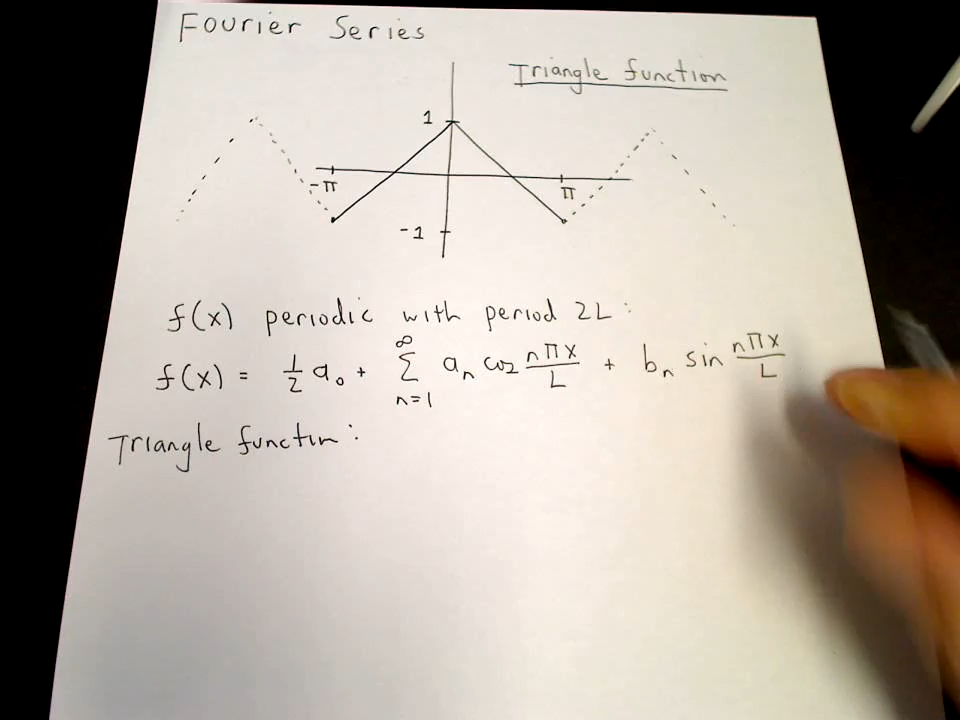 Fourier Series
Triangle function
1
-π
π
-1
f(x) periodic with period 2L:
f(x) = 1/2 a₀ + ∑_{n=1}^{∞} aₙ cos nπx/L + bₙ sin nπx/L
Triangle functin: